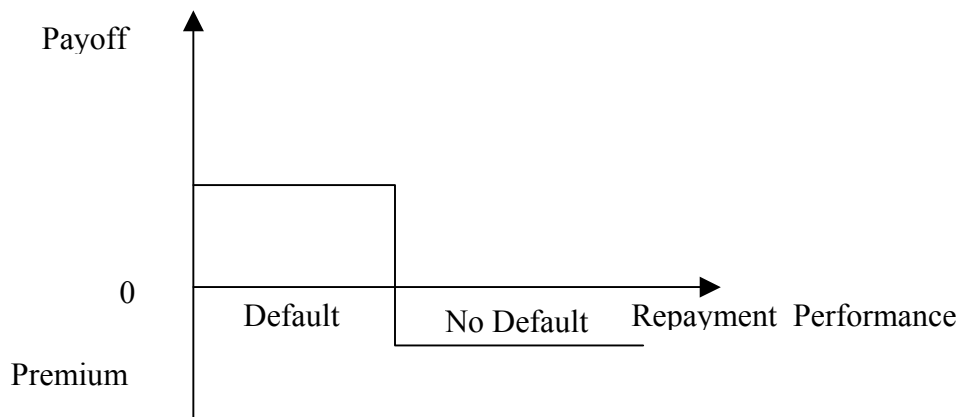 Payoff
0
Default
No Default
Repayment Performance
Premium